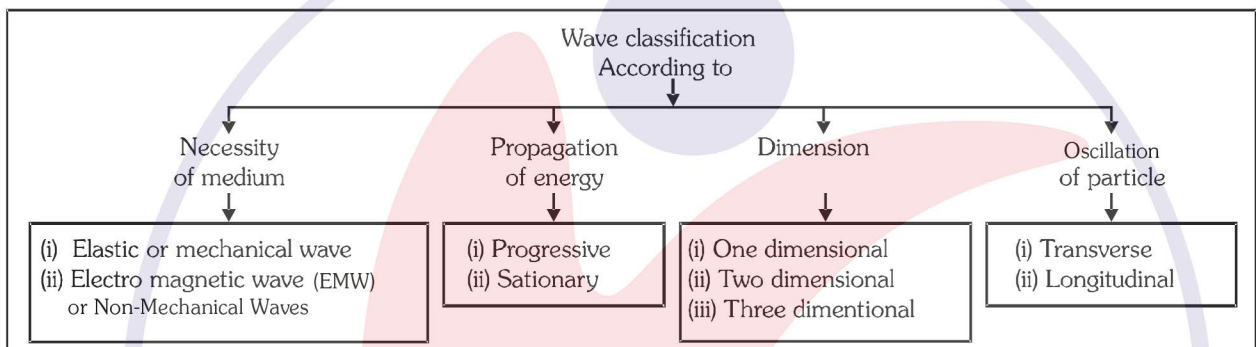 Wave classification
According to
Necessity
of medium
Propagation
of energy
Dimension
Oscillation
of particle
(i) Elastic or mechanical wave
(ii) Electro magnetic wave (EMW)
or Non-Mechanical Waves
(i) Progressive
(ii) Sationary
(i) One dimensional
(ii) Two dimensional
(iii) Three dimentional
(i) Transverse
(ii) Longitudinal